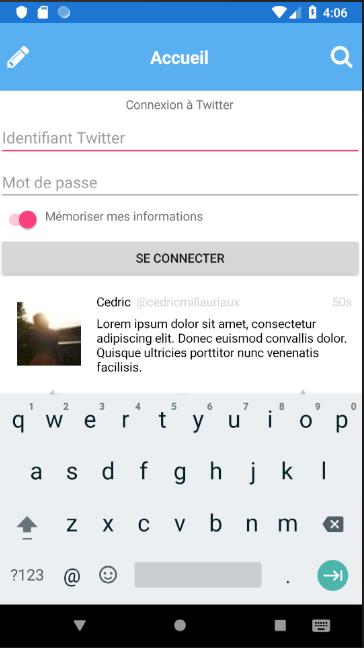 4:06
Accueil
Connexion à Twitter
Identifiant Twitter
Mot de passe
Mémoriser mes informations
SE CONNECTER
Cedric @cedricmillauriaux 50s
Lorem ipsum dolor sit amet, consectetur
adipiscing elit. Donec euismod convallis dolor.
Quisque ultricies porttitor nunc venenatis
facilisis.
1 2 3 4 5 6 7 8 9 0
q w e r t y u i o p
a s d f g h j k l
z x c v b n m
?123 @ .